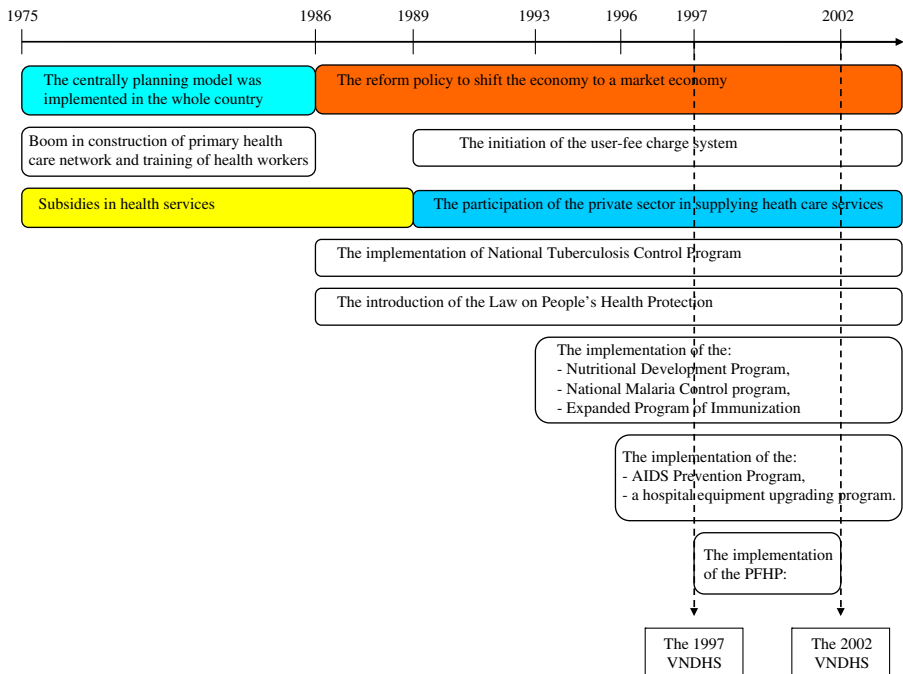 1975 1986 1989 1993 1996 1997 2002
The centrally planning model was
implemented in the whole country
The reform policy to shift the economy to a market economy
Boom in construction of primary health
care network and training of health workers
The initiation of the user-fee charge system
Subsidies in health services
The participation of the private sector in supplying heath care services
The implementation of National Tuberculosis Control Program
The introduction of the Law on People's Health Protection
The implementation of the:
- Nutritional Development Program,
- National Malaria Control program,
- Expanded Program of Immunization
The implementation of the:
- AIDS Prevention Program,
- a hospital equipment upgrading program.
The implementation
of the PFHP:
The 1997
VNDHS
The 2002
VNDHS